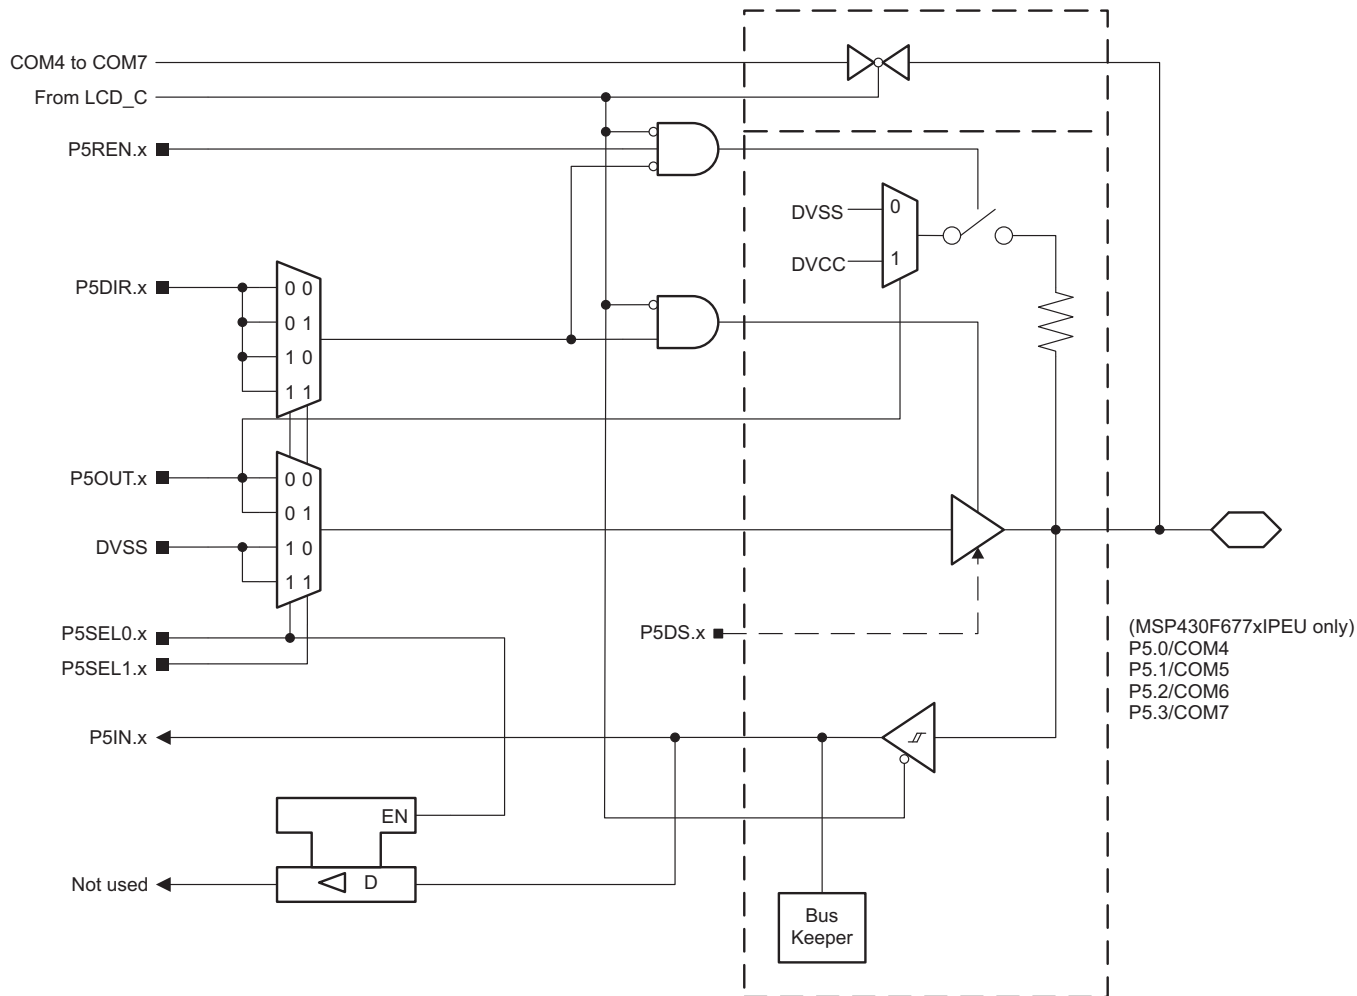 COM4 to COM7
From LCD_C
P5REN.x
DVSS
0
DVCC
1
P5DIR.x
0 0
0 1
1 0
1 1
P5OUT.x
0 0
0 1
DVSS
1 0
1 1
P5SEL0.x
P5SEL1.x
P5DS.x
(MSP430F677xIPEU only)
P5.0/COM4
P5.1/COM5
P5.2/COM6
P5.3/COM7
P5IN.x
EN
Not used
D
Bus
Keeper